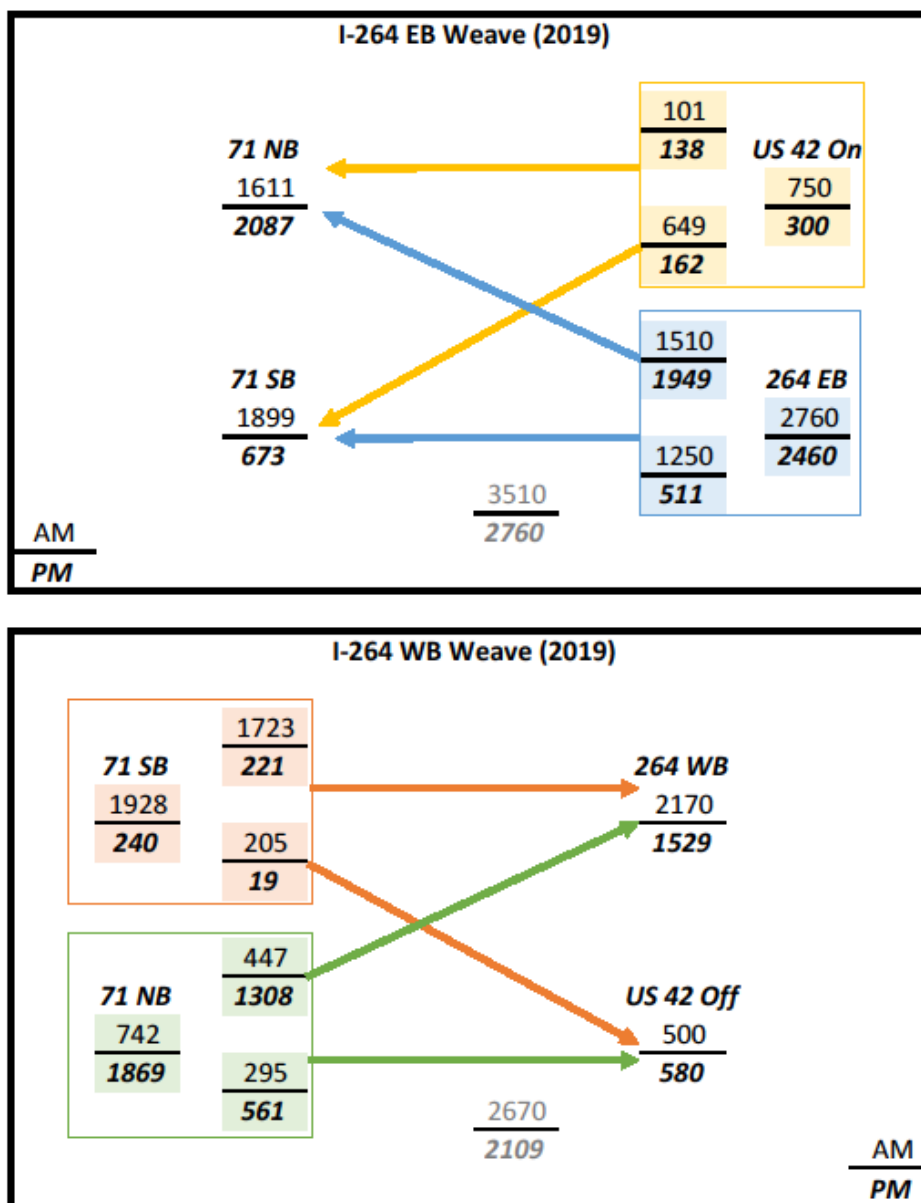 I-264 EB Weave (2019)
101
138
71 NB
US 42 On
1611
2087
750
300
649
162
1510
1949
71 SB
264 EB
1899
673
2760
2460
1250
511
3510
2760
AM
PM
I-264 WB Weave (2019)
1723
221
71 SB
264 WB
1928
240
2170
1529
205
19
447
1308
71 NB
US 42 Off
742
1869
500
580
295
561
2670
2109
AM
PM